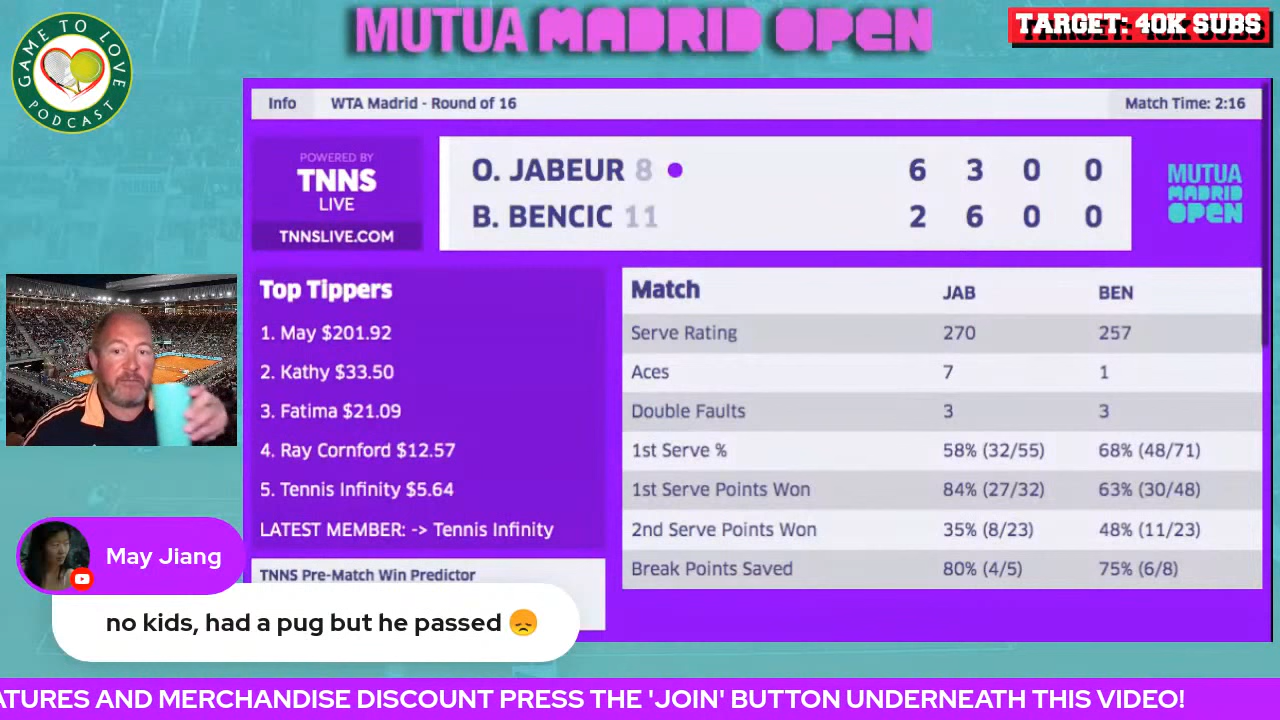 GAME TO LOVE
PODCAST
MUTUA MADRID OPEN
TARGET: 40K SUBS
Info WTA Madrid - Round of 16 Match Time: 2:16
POWERED BY
TNNS
LIVE
TNNSLIVE.COM
O. JABEUR 8 6 3 0 0
B. BENCIC 11 2 6 0 0
MUTUA
MADRID
OPEN
Top Tippers
1. May $201.92
2. Kathy $33.50
3. Fatima $21.09
4. Ray Cornford $12.57
5. Tennis Infinity $5.64
LATEST MEMBER: -> Tennis Infinity
TNNS Pre-Match Win Predictor
Match JAB BEN
Serve Rating 270 257
Aces 7 1
Double Faults 3 3
1st Serve % 58% (32/55) 68% (48/71)
1st Serve Points Won 84% (27/32) 63% (30/48)
2nd Serve Points Won 35% (8/23) 48% (11/23)
Break Points Saved 80% (4/5) 75% (6/8)
May Jiang
no kids, had a pug but he passed 😞
ATURES AND MERCHANDISE DISCOUNT PRESS THE 'JOIN' BUTTON UNDERNEATH THIS VIDEO!